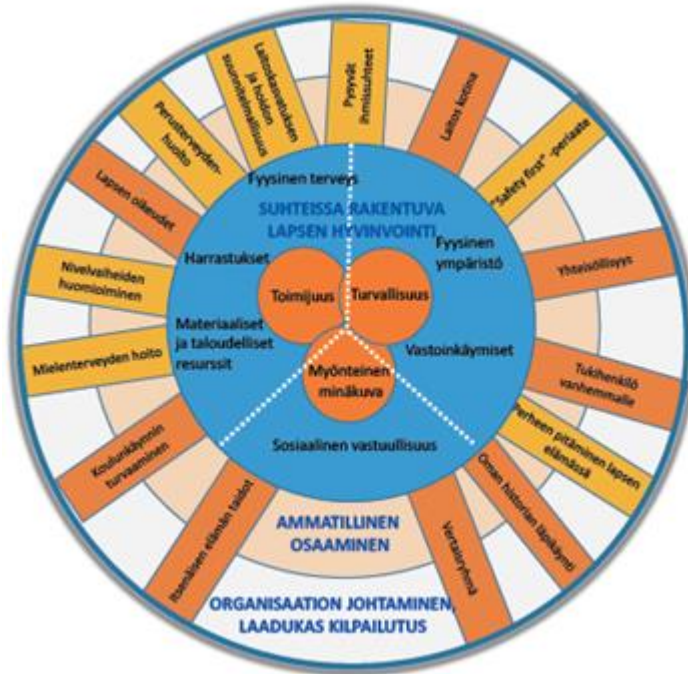 Laitoskasvatuksen
ja hoidon
suunnitelmallisuus
Pysyvät
ihmissuhteet
Laitos kotina
"Safety first" -periaate
Yhteisöllisyys
Tukihenkilö
vanhemmalle
Perheen pitäminen lapsen
elämässä
Oman historian läpikäynti
Vertaisryhmä
Itsenäisen elämän taidot
Koulunkäynnin
turvaaminen
Mielenterveyden hoito
Nivelvaiheiden
huomioiminen
Lapsen oikeudet
Perusterveyden-
huolto
Fyysinen terveys
SUHTEISSA RAKENTUVA
LAPSEN HYVINVOINTI
Harrastukset
Fyysinen
ympäristö
Toimijuus
Turvallisuus
Materiaaliset
ja taloudelliset
resurssit
Vastoinkäymiset
Myönteinen
minäkuva
Sosiaalinen vastuullisuus
AMMATILLINEN
OSAAMINEN
ORGANISAATION JOHTAMINEN,
LAADUKAS KILPAILUTUS